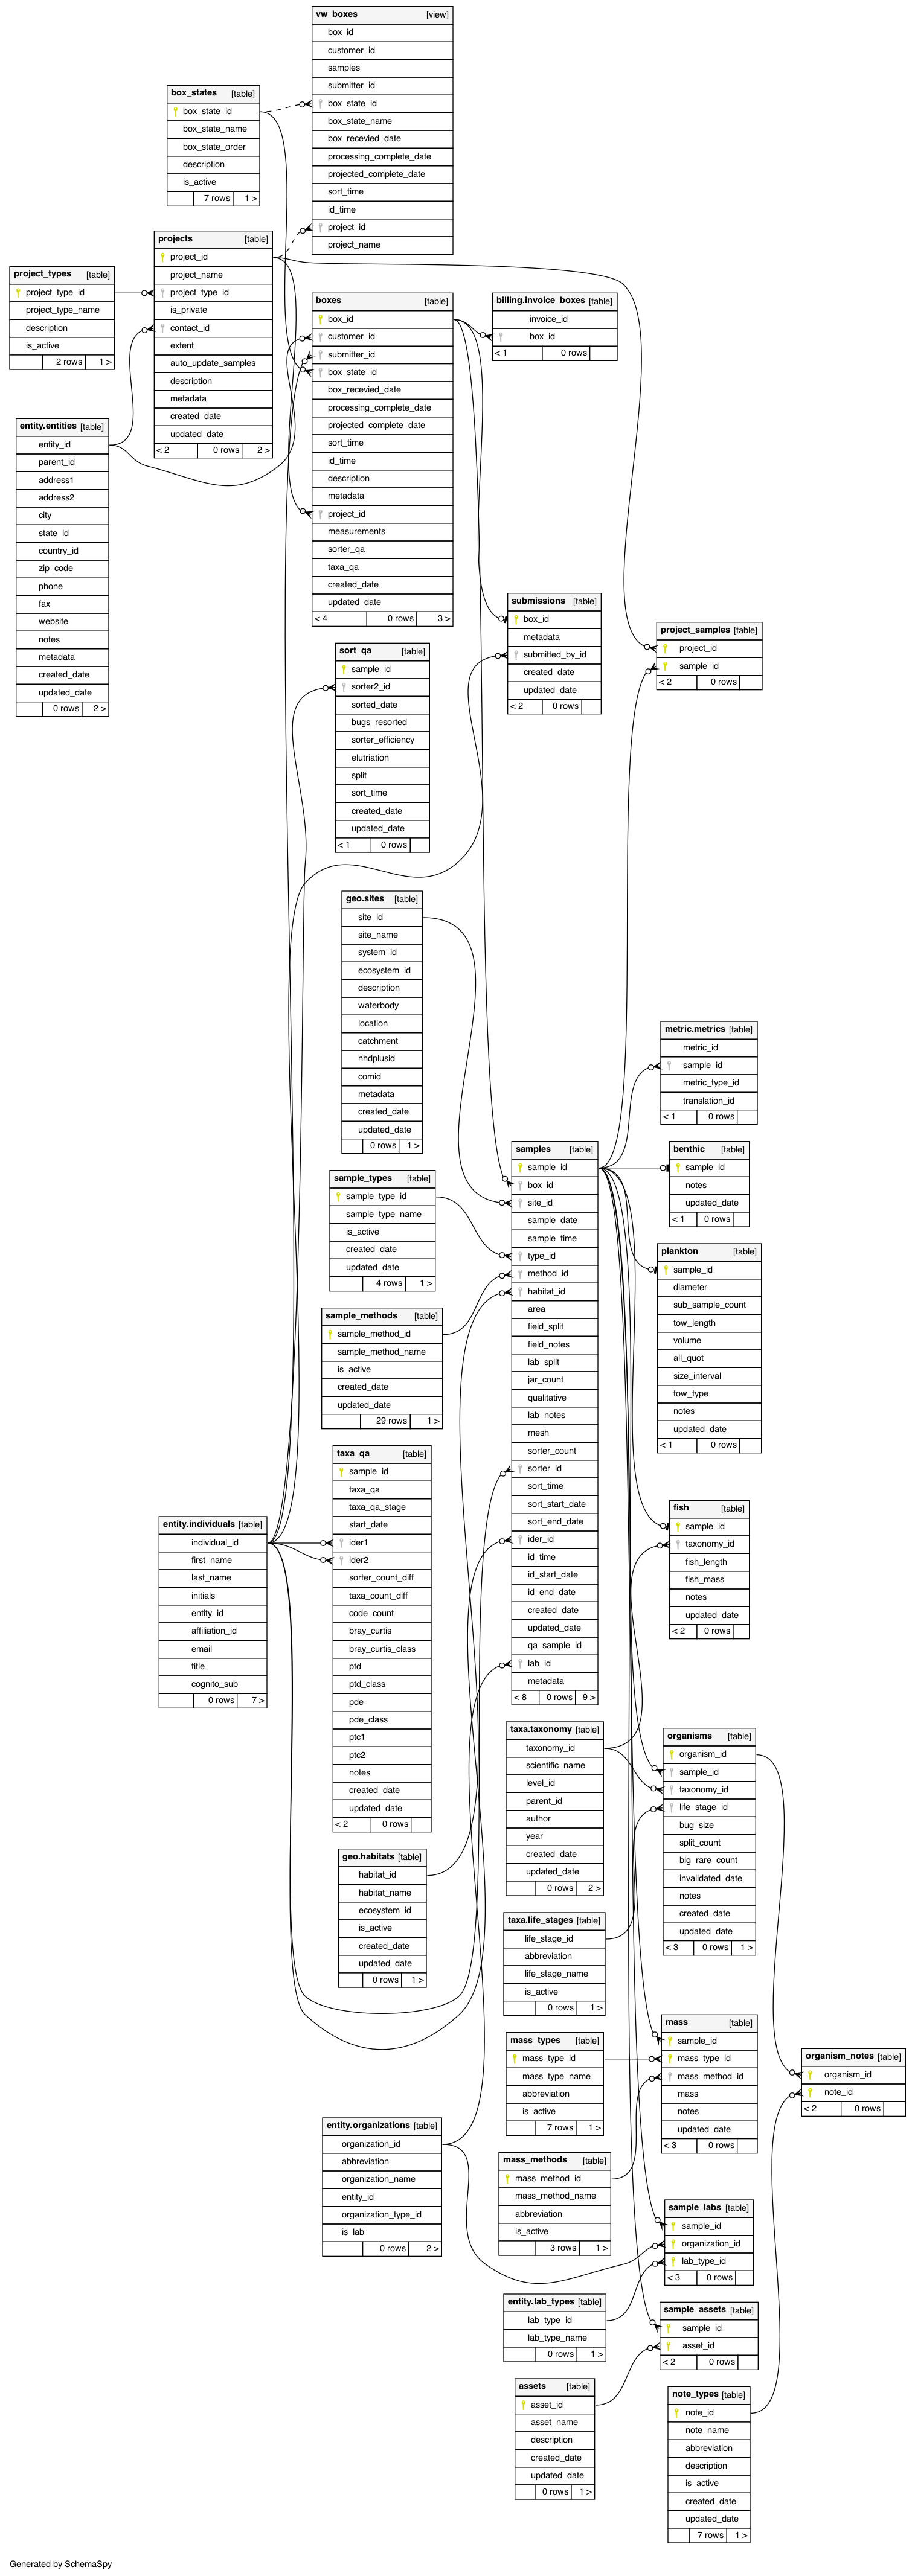 vw_boxes [view]
box_id
customer_id
samples
submitter_id
box_state_id
box_state_name
box_recevied_date
processing_complete_date
projected_complete_date
sort_time
id_time
project_id
project_name
box_states [table]
box_state_id
box_state_name
box_state_order
description
is_active
7 rows 1 >
projects [table]
project_id
project_name
project_type_id
is_private
contact_id
extent
auto_update_samples
description
metadata
created_date
updated_date
< 2 0 rows 2 >
project_types [table]
project_type_id
project_type_name
description
is_active
2 rows 1 >
boxes [table]
box_id
customer_id
submitter_id
box_state_id
box_recevied_date
processing_complete_date
projected_complete_date
sort_time
id_time
description
metadata
project_id
measurements
sorter_qa
taxa_qa
created_date
updated_date
< 4 0 rows 3 >
billing.invoice_boxes [table]
invoice_id
box_id
< 1 0 rows
entity.entities [table]
entity_id
parent_id
address1
address2
city
state_id
country_id
zip_code
phone
fax
website
notes
metadata
created_date
updated_date
0 rows 2 >
submissions [table]
box_id
metadata
submitted_by_id
created_date
updated_date
< 2 0 rows
project_samples [table]
project_id
sample_id
< 2 0 rows
sort_qa [table]
sample_id
sorter2_id
sorted_date
bugs_resorted
sorter_efficiency
elutriation
split
sort_time
created_date
updated_date
< 1 0 rows
geo.sites [table]
site_id
site_name
system_id
ecosystem_id
description
waterbody
location
catchment
nhdplusid
comid
metadata
created_date
updated_date
0 rows 1 >
metric.metrics [table]
metric_id
sample_id
metric_type_id
translation_id
< 1 0 rows
samples [table]
sample_id
box_id
site_id
sample_date
sample_time
type_id
method_id
habitat_id
area
field_split
field_notes
lab_split
jar_count
qualitative
lab_notes
mesh
sorter_count
sorter_id
sort_time
sort_start_date
sort_end_date
ider_id
id_time
id_start_date
id_end_date
created_date
updated_date
qa_sample_id
lab_id
metadata
< 8 0 rows 9 >
benthic [table]
sample_id
notes
updated_date
< 1 0 rows
sample_types [table]
sample_type_id
sample_type_name
is_active
created_date
updated_date
4 rows 1 >
plankton [table]
sample_id
diameter
sub_sample_count
tow_length
volume
all_quot
size_interval
tow_type
notes
updated_date
< 1 0 rows
sample_methods [table]
sample_method_id
sample_method_name
is_active
created_date
updated_date
29 rows 1 >
taxa_qa [table]
sample_id
taxa_qa
taxa_qa_stage
start_date
ider1
ider2
sorter_count_diff
taxa_count_diff
code_count
bray_curtis
bray_curtis_class
ptd
ptd_class
pde
pde_class
ptc1
ptc2
notes
created_date
updated_date
< 2 0 rows
fish [table]
sample_id
taxonomy_id
fish_length
fish_mass
notes
updated_date
< 2 0 rows
entity.individuals [table]
individual_id
first_name
last_name
initials
entity_id
affiliation_id
email
title
cognito_sub
0 rows 7 >
taxa.taxonomy [table]
taxonomy_id
scientific_name
level_id
parent_id
author
year
created_date
updated_date
0 rows 2 >
organisms [table]
organism_id
sample_id
taxonomy_id
life_stage_id
bug_size
split_count
big_rare_count
invalidated_date
notes
created_date
updated_date
< 3 0 rows 1 >
geo.habitats [table]
habitat_id
habitat_name
ecosystem_id
is_active
created_date
updated_date
0 rows 1 >
taxa.life_stages [table]
life_stage_id
abbreviation
life_stage_name
is_active
0 rows 1 >
mass [table]
sample_id
mass_type_id
mass_method_id
mass
notes
updated_date
< 3 0 rows
mass_types [table]
mass_type_id
mass_type_name
abbreviation
is_active
7 rows 1 >
organism_notes [table]
organism_id
note_id
< 2 0 rows
entity.organizations [table]
organization_id
abbreviation
organization_name
entity_id
organization_type_id
is_lab
0 rows 2 >
mass_methods [table]
mass_method_id
mass_method_name
abbreviation
is_active
3 rows 1 >
sample_labs [table]
sample_id
organization_id
lab_type_id
< 3 0 rows
entity.lab_types [table]
lab_type_id
lab_type_name
0 rows 1 >
sample_assets [table]
sample_id
asset_id
< 2 0 rows
assets [table]
asset_id
asset_name
description
created_date
updated_date
0 rows 1 >
note_types [table]
note_id
note_name
abbreviation
description
is_active
created_date
updated_date
7 rows 1 >
Generated by SchemaSpy